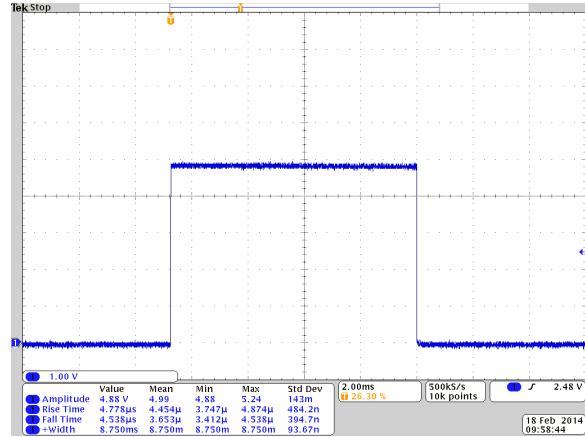 Tek Stop
T
1
1 1.00 V
Value Mean Min Max Std Dev
1 Amplitude 4.88 V 4.99 4.88 5.24 143m
1 Rise Time 4.778µs 4.454µ 3.747µ 4.874µ 484.2n
1 Fall Time 4.538µs 3.653µ 3.412µ 4.538µ 394.7n
1 +Width 8.750ms 8.750m 8.750m 8.750m 93.67n
2.00ms
T 26.30 %
500kS/s
10k points
1 2.48 V
18 Feb 2014
09:58:44